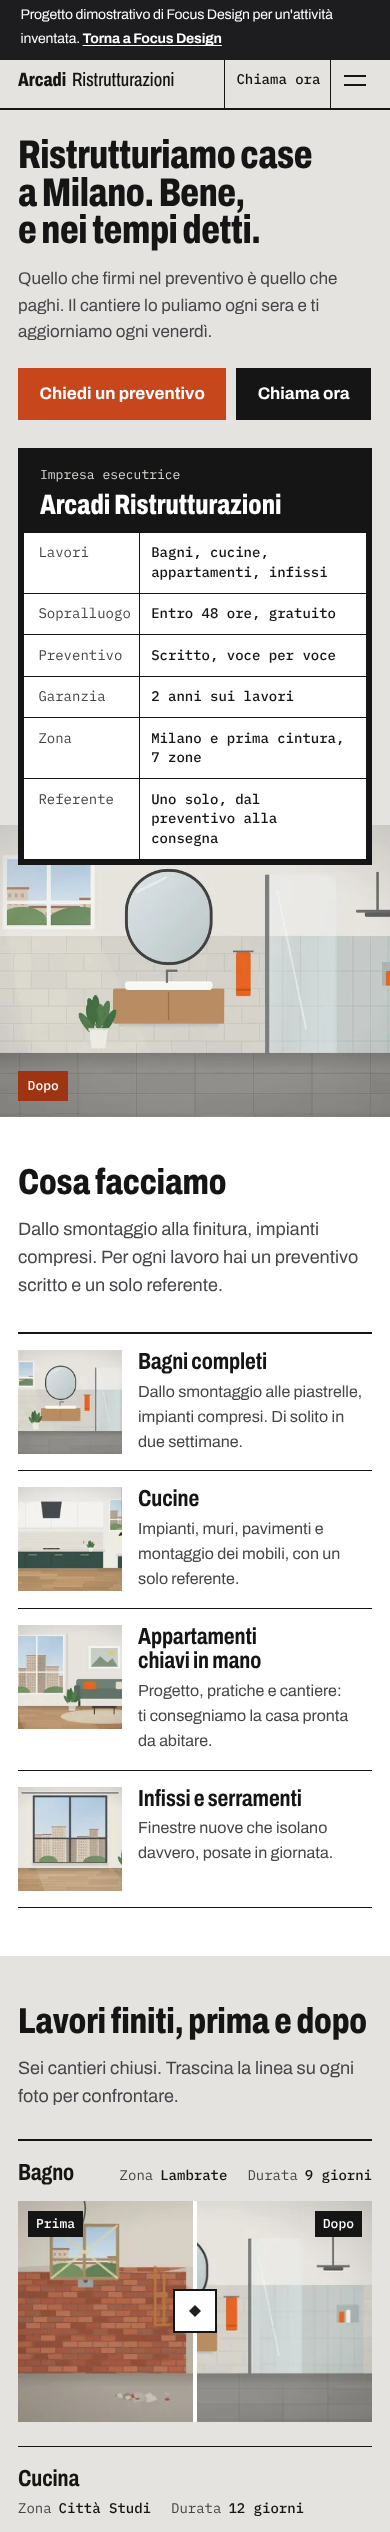 Progetto dimostrativo di Focus Design per un'attività
inventata. Torna a Focus Design
Arcadi Ristrutturazioni
Chiama ora
Ristrutturiamo case
a Milano. Bene,
e nei tempi detti.
Quello che firmi nel preventivo è quello che
paghi. Il cantiere lo puliamo ogni sera e ti
aggiorniamo ogni venerdì.
Chiedi un preventivo
Chiama ora
Impresa esecutrice
Arcadi Ristrutturazioni
Lavori
Bagni, cucine,
appartamenti, infissi
Sopralluogo
Entro 48 ore, gratuito
Preventivo
Scritto, voce per voce
Garanzia
2 anni sui lavori
Zona
Milano e prima cintura,
7 zone
Referente
Uno solo, dal
preventivo alla
consegna
Dopo
Cosa facciamo
Dallo smontaggio alla finitura, impianti
compresi. Per ogni lavoro hai un preventivo
scritto e un solo referente.
Bagni completi
Dallo smontaggio alle piastrelle,
impianti compresi. Di solito in
due settimane.
Cucine
Impianti, muri, pavimenti e
montaggio dei mobili, con un
solo referente.
Appartamenti
chiavi in mano
Progetto, pratiche e cantiere:
ti consegniamo la casa pronta
da abitare.
Infissi e serramenti
Finestre nuove che isolano
davvero, posate in giornata.
Lavori finiti, prima e dopo
Sei cantieri chiusi. Trascina la linea su ogni
foto per confrontare.
Bagno
Zona Lambrate
Durata 9 giorni
Prima
Dopo
Cucina
Zona Città Studi
Durata 12 giorni